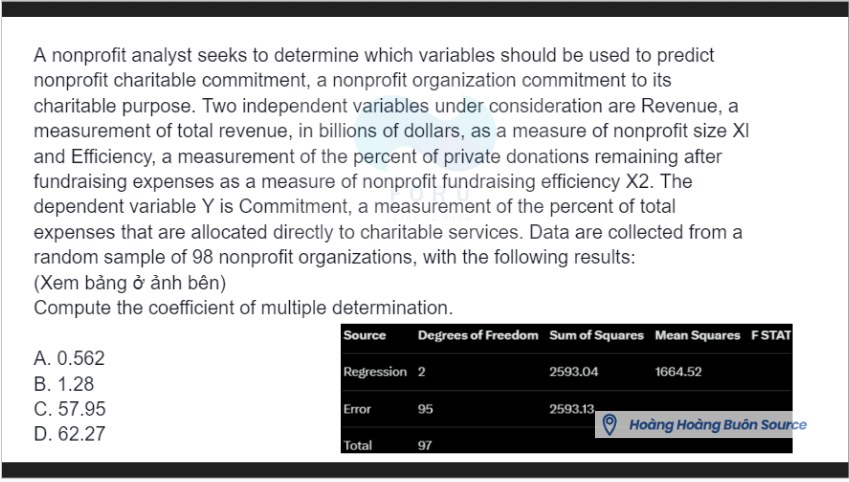 A nonprofit analyst seeks to determine which variables should be used to predict
nonprofit charitable commitment, a nonprofit organization commitment to its
charitable purpose. Two independent variables under consideration are Revenue, a
measurement of total revenue, in billions of dollars, as a measure of nonprofit size Xl
and Efficiency, a measurement of the percent of private donations remaining after
fundraising expenses as a measure of nonprofit fundraising efficiency X2. The
dependent variable Y is Commitment, a measurement of the percent of total
expenses that are allocated directly to charitable services. Data are collected from a
random sample of 98 nonprofit organizations, with the following results:
(Xem bảng ở ảnh bên)
Compute the coefficient of multiple determination.
A. 0.562
B. 1.28
C. 57.95
D. 62.27
Source Degrees of Freedom Sum of Squares Mean Squares F STAT
Regression 2 2593.04 1664.52
Error 95 2593.13
Total 97
Hoàng Hoàng Buôn Source